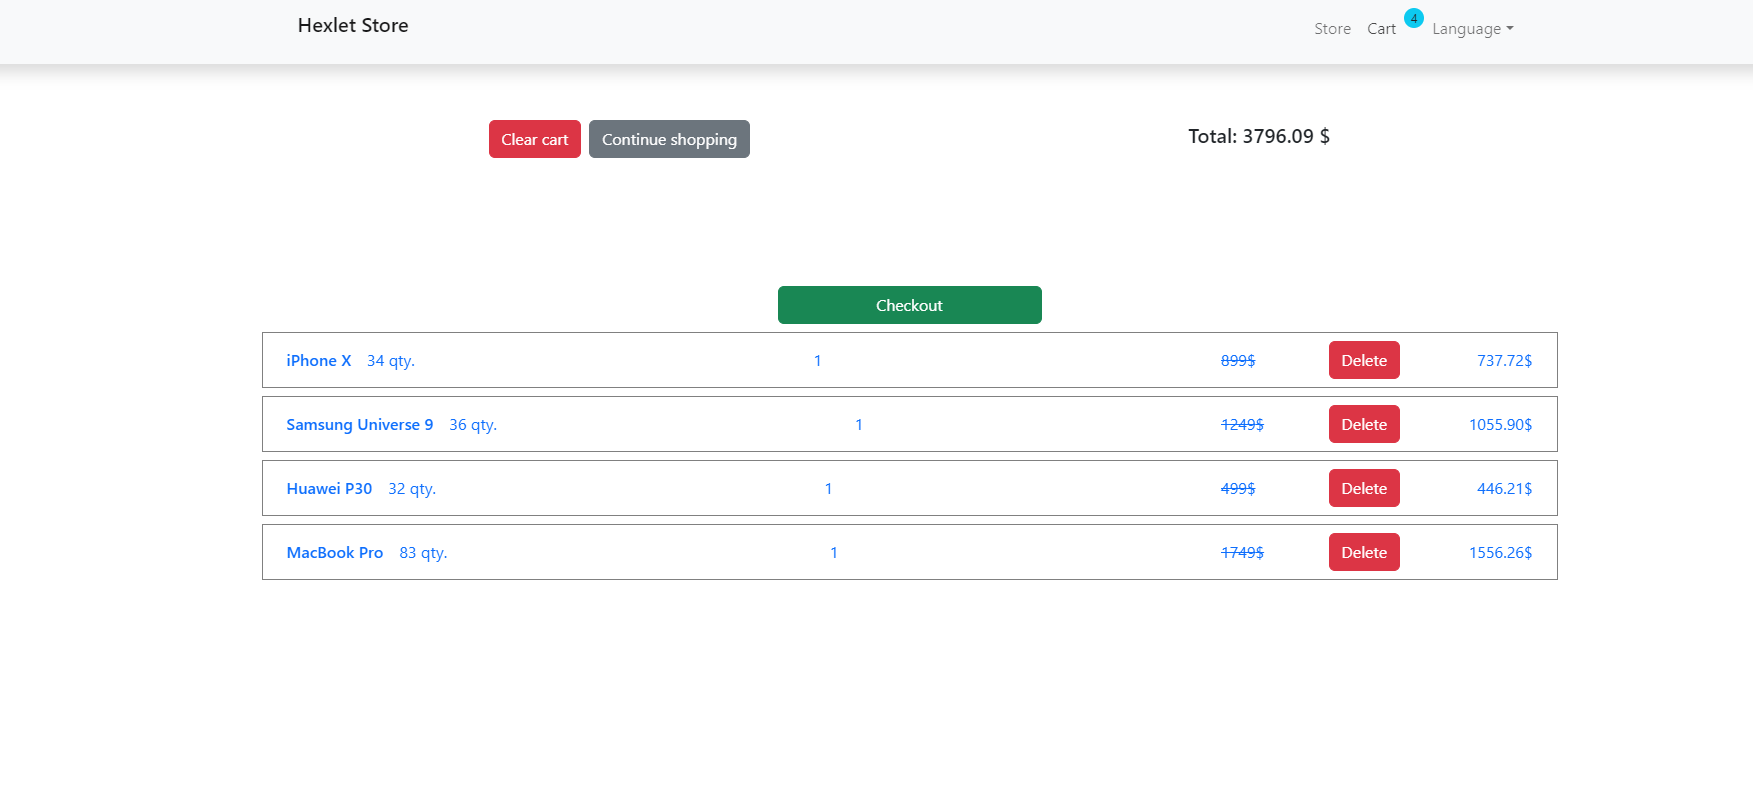 Hexlet Store
Store Cart 4 Language
Clear cart Continue shopping Total: 3796.09 $
Checkout
iPhone X 34 qty. 1 899$ Delete 737.72$
Samsung Universe 9 36 qty. 1 1249$ Delete 1055.90$
Huawei P30 32 qty. 1 499$ Delete 446.21$
MacBook Pro 83 qty. 1 1749$ Delete 1556.26$